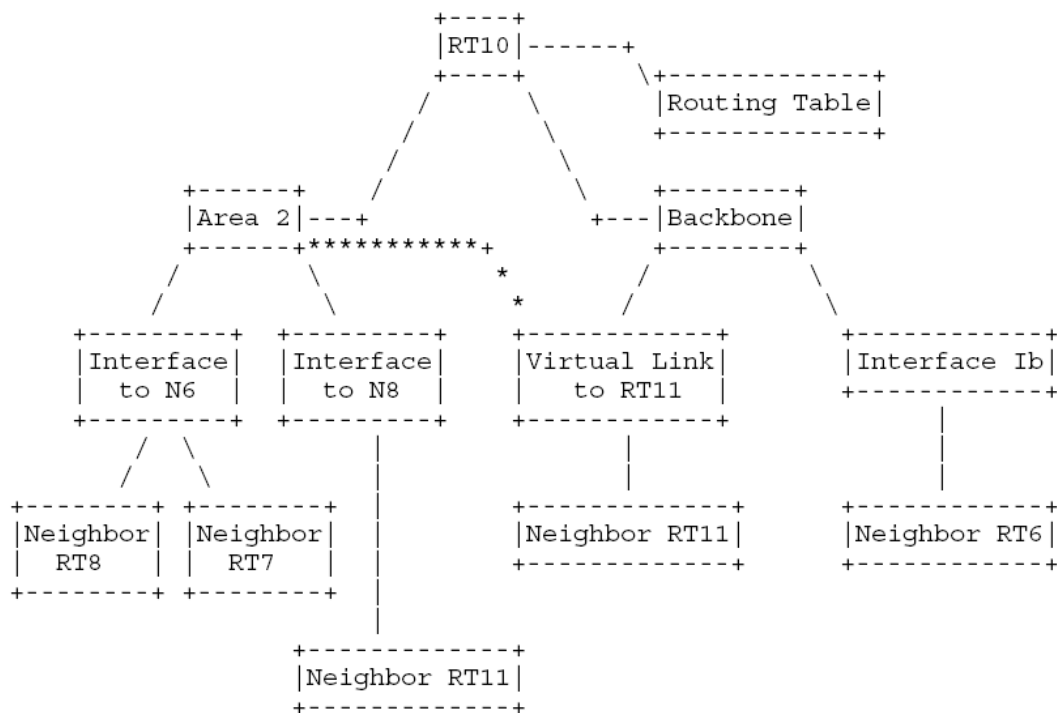 RT10
Routing Table
Area 2
Backbone
Interface
to N6
Interface
to N8
Virtual Link
to RT11
Interface Ib
Neighbor
RT8
Neighbor
RT7
Neighbor RT11
Neighbor RT6
Neighbor RT11